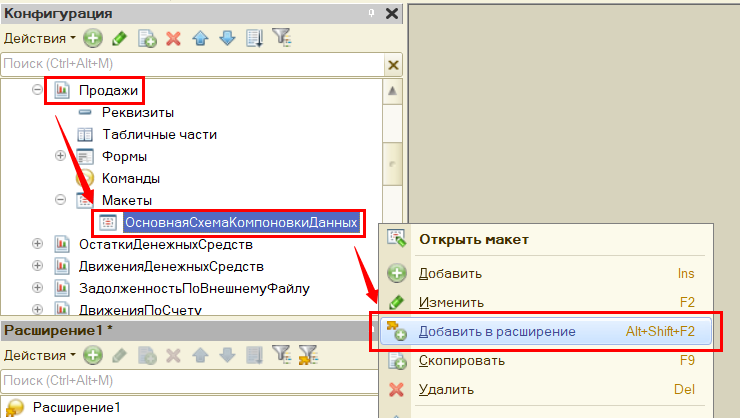 Конфигурация
Действия
Поиск (Ctrl+Alt+M)
Продажи
Реквизиты
Табличные части
Формы
Команды
Макеты
ОсновнаяСхемаКомпоновкиДанных
ОстаткиДенежныхСредств
ДвиженияДенежныхСредств
ЗадолженностьПоВнешнемуФайлу
ДвиженияПоСчету
Открыть макет
Добавить Ins
Изменить F2
Добавить в расширение Alt+Shift+F2
Скопировать F9
Удалить Del
Расширение1 *
Действия
Поиск (Ctrl+Alt+M)
Расширение1